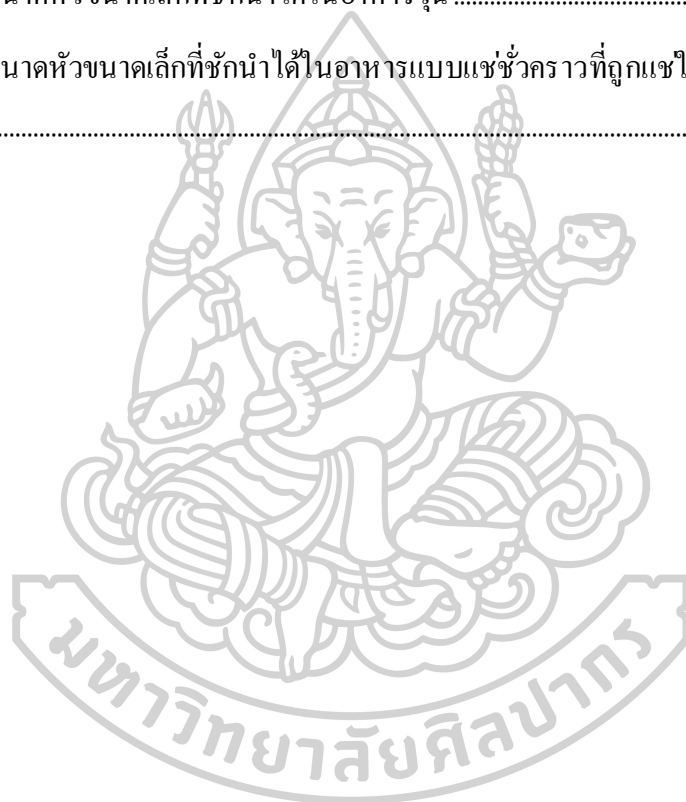 นาดหัวขนาดเล็กที่ชักนำได้ในอาหารแบบแช่ชั่วคราวที่ถูกแช่ใ
มหาวิทยาลัยศิลปากร